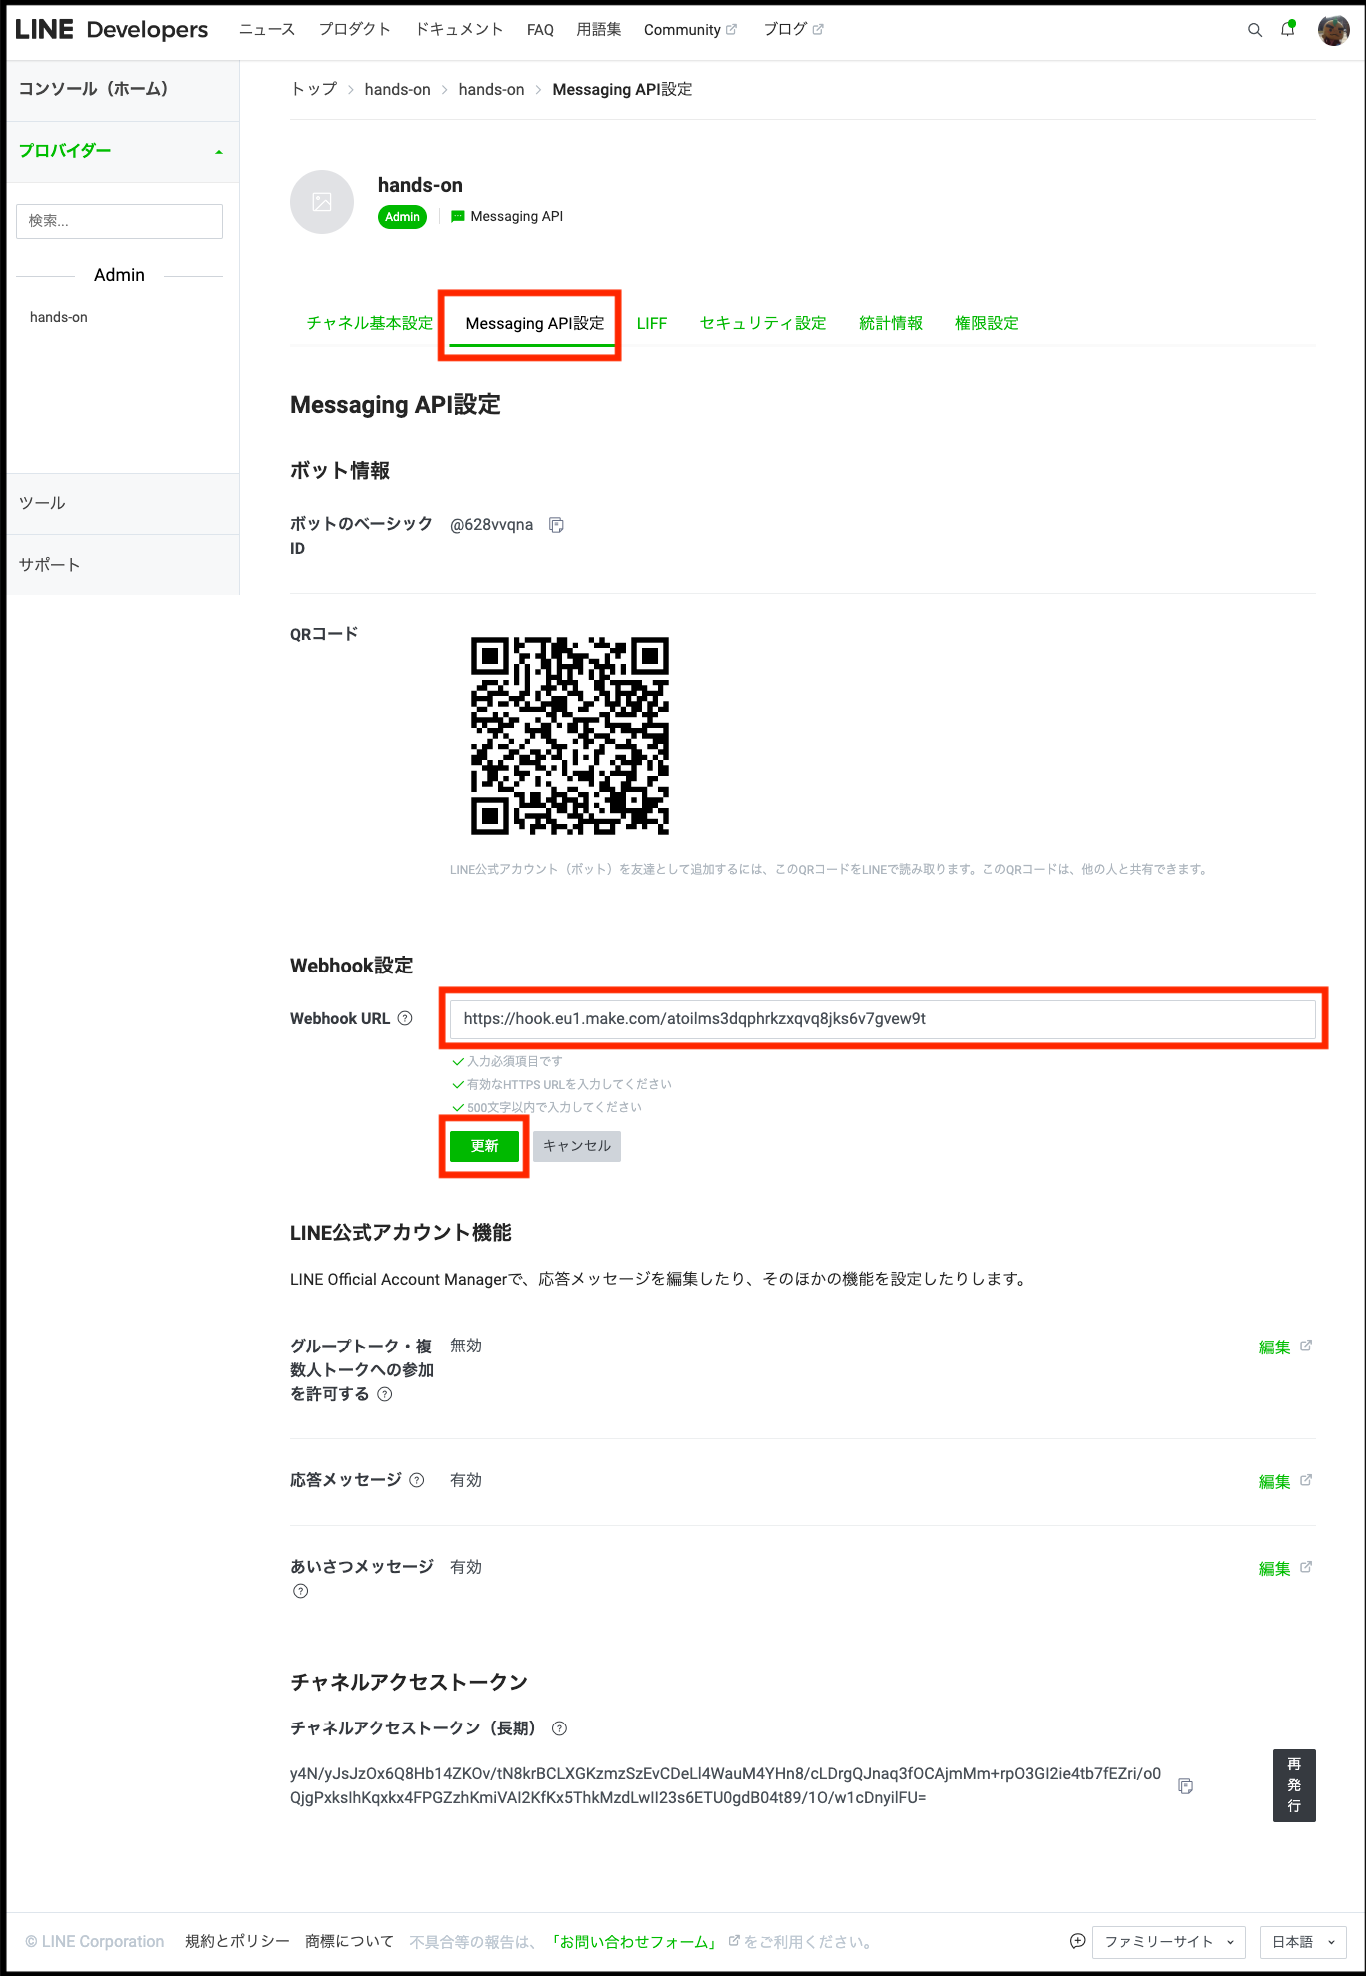 LINE Developers ニュース プロダクト ドキュメント FAQ 用語集 Community ブログ
コンソール（ホーム）
プロバイダー
検索...
Admin
hands-on
ツール
サポート
トップ > hands-on > hands-on > Messaging API設定
hands-on
Admin Messaging API
チャネル基本設定 Messaging API設定 LIFF セキュリティ設定 統計情報 権限設定
Messaging API設定
ボット情報
ボットのベーシック
ID
@628vvqna
QRコード
LINE公式アカウント（ボット）を友達として追加するには、このQRコードをLINEで読み取ります。このQRコードは、他の人と共有できます。
Webhook設定
Webhook URL
https://hook.eu1.make.com/atoilms3dqphrkzxqvq8jks6v7gvew9t
入力必須項目です
有効なHTTPS URLを入力してください
500文字以内で入力してください
更新 キャンセル
LINE公式アカウント機能
LINE Official Account Managerで、応答メッセージを編集したり、そのほかの機能を設定したりします。
グループトーク・複
数人トークへの参加
を許可する
無効 編集
応答メッセージ 有効 編集
あいさつメッセージ 有効 編集
チャネルアクセストークン
チャネルアクセストークン（長期）
y4N/yJsJzOx6Q8Hb14ZKOv/tN8krBCLXGKzmzSzEvCDeLl4WauM4YHn8/cLDrgQJnaq3fOCAjmMm+rpO3GI2ie4tb7fEZri/o0
QjgPxksIhKqxkx4FPGZzhKmiVAI2KfKx5ThkMzdLwII23s6ETU0gdB04t89/1O/w1cDnyilFU=
再
発
行
© LINE Corporation 規約とポリシー 商標について 不具合等の報告は、「お問い合わせフォーム」をご利用ください。 ファミリーサイト 日本語